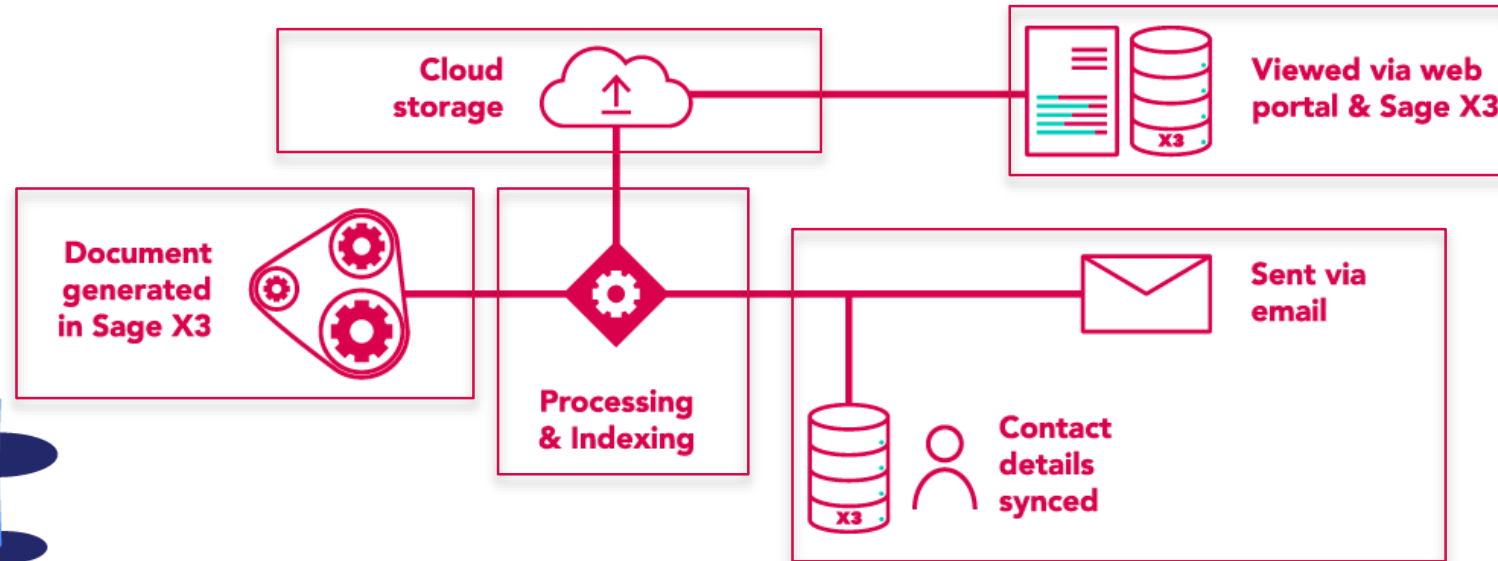 Cloud
storage
X3
Viewed via web
portal & Sage X3
Document
generated
in Sage X3
Processing
& Indexing
Sent via
email
X3
Contact
details
synced